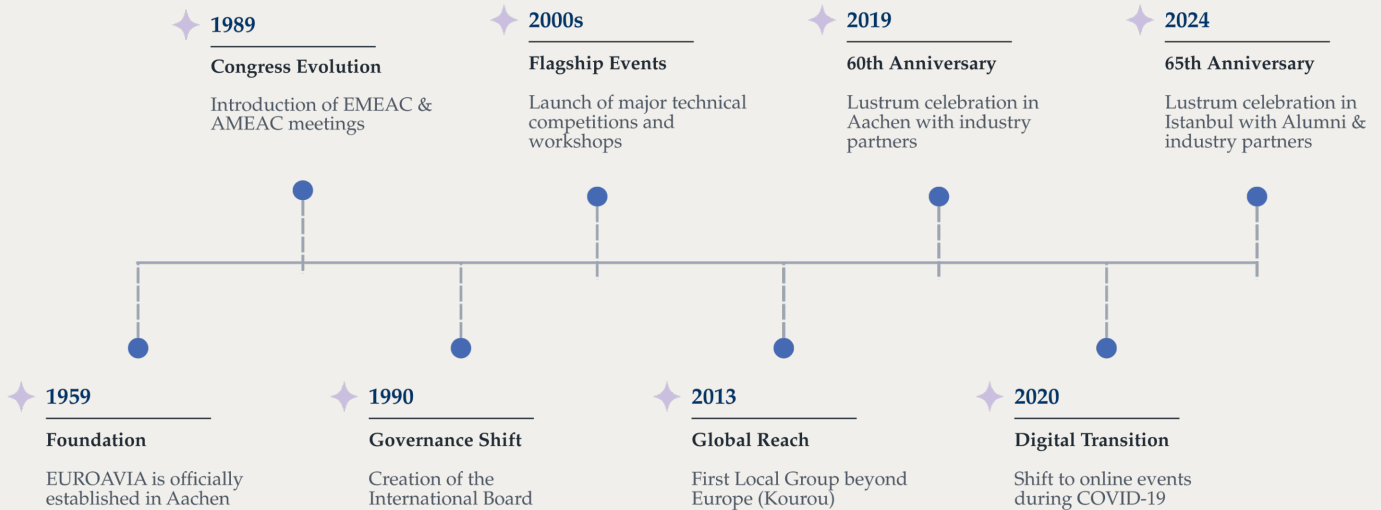 1989
Congress Evolution
Introduction of EMEAC &
AMEAC meetings
2000s
Flagship Events
Launch of major technical
competitions and
workshops
2019
60th Anniversary
Lustrum celebration in
Aachen with industry
partners
2024
65th Anniversary
Lustrum celebration in
Istanbul with Alumni &
industry partners
1959
Foundation
EUROAVIA is officially
established in Aachen
1990
Governance Shift
Creation of the
International Board
2013
Global Reach
First Local Group beyond
Europe (Kourou)
2020
Digital Transition
Shift to online events
during COVID-19